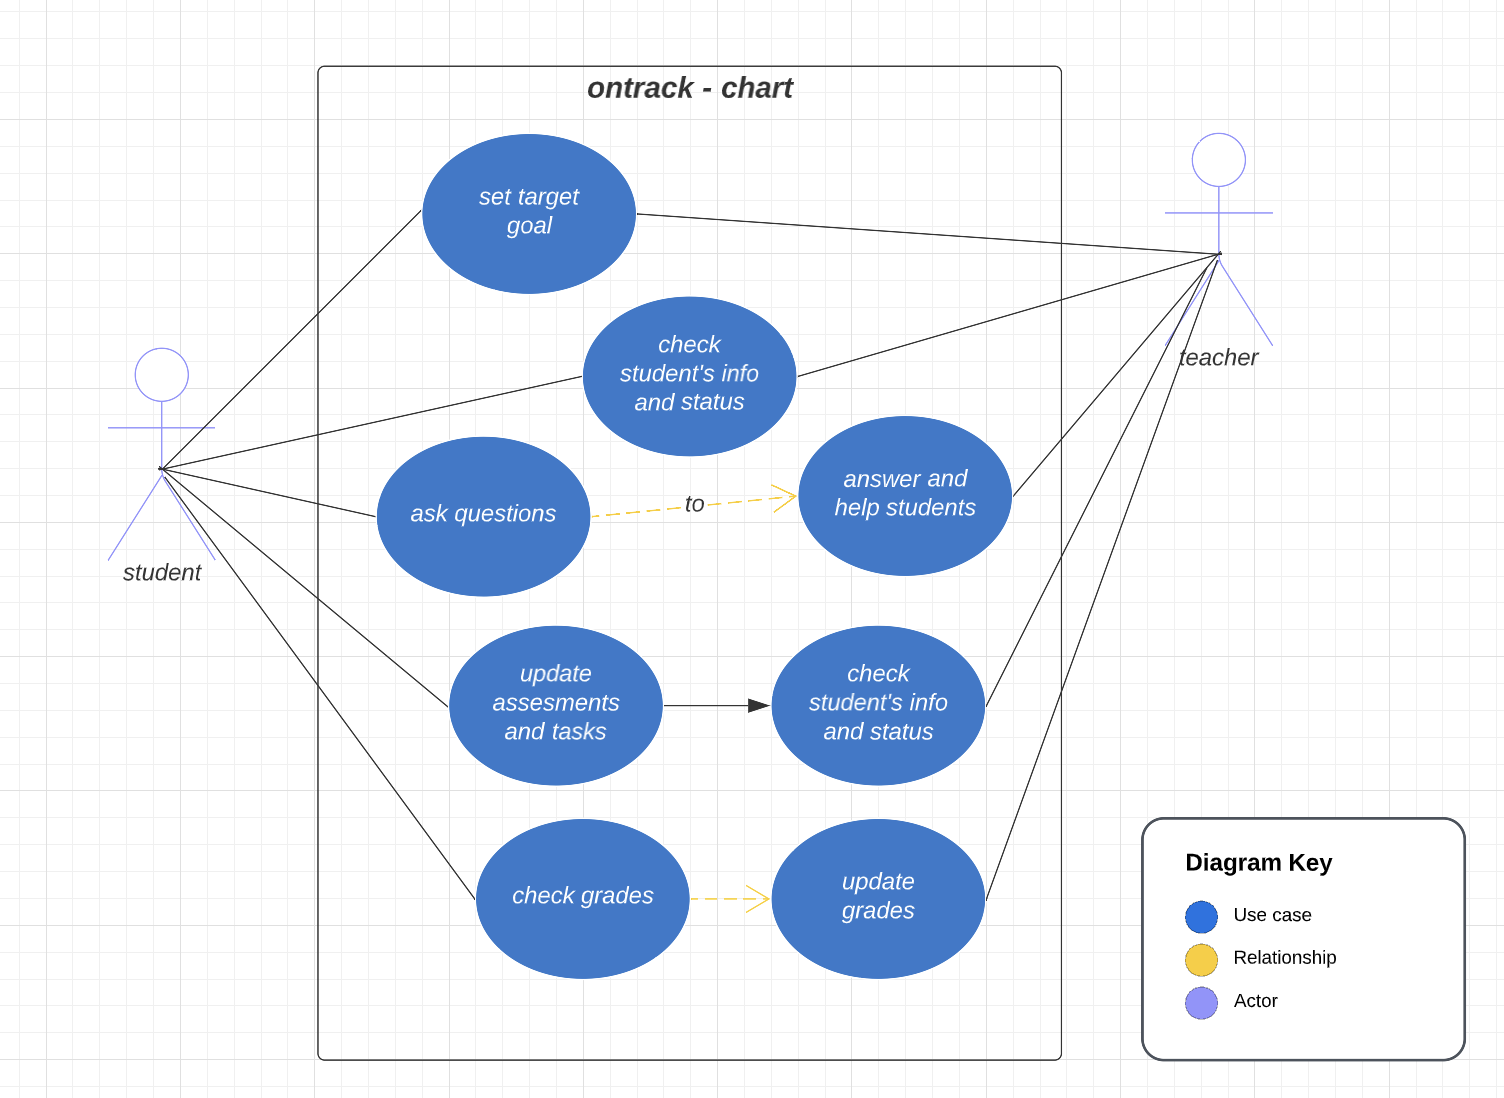 ontrack - chart
set target
goal
check
student's info
and status
teacher
answer and
help students
to
ask questions
student
update
assesments
and tasks
check
student's info
and status
check grades
update
grades
Diagram Key
Use case
Relationship
Actor